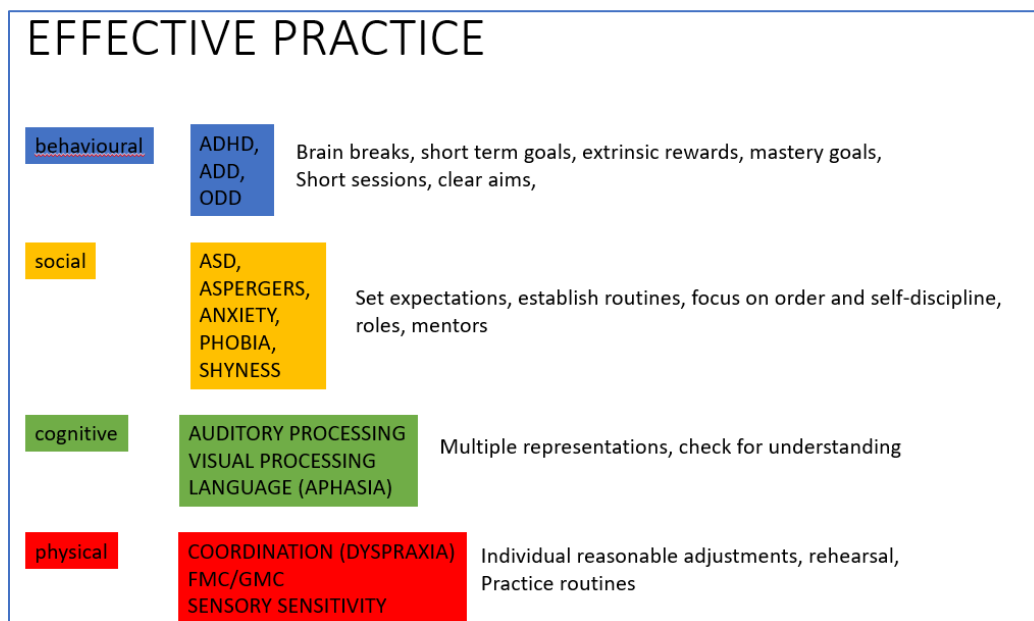 EFFECTIVE PRACTICE
behavioural
ADHD,
ADD,
ODD
Brain breaks, short term goals, extrinsic rewards, mastery goals,
Short sessions, clear aims,
social
ASD,
ASPERGERS,
ANXIETY,
PHOBIA,
SHYNESS
Set expectations, establish routines, focus on order and self-discipline,
roles, mentors
cognitive
AUDITORY PROCESSING
VISUAL PROCESSING
LANGUAGE (APHASIA)
Multiple representations, check for understanding
physical
COORDINATION (DYSPRAXIA)
FMC/GMC
SENSORY SENSITIVITY
Individual reasonable adjustments, rehearsal,
Practice routines